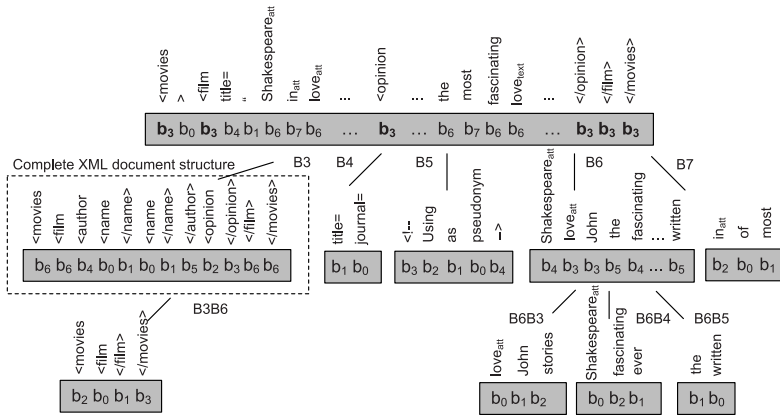 <movies > <film title= “ Shakespeare_att in_att love_att ... <opinion ... the most fascinating love_text ... </opinion> </film> </movies>
b3 b0 b3 b4 b1 b6 b7 b6 ... b3 ... b6 b7 b6 b6 ... b3 b3 b3
Complete XML document structure
B3 B4 B5 B6 B7
<movies <film <author <name </name> <name </name> </author> <opinion </opinion> </film> </movies>
b6 b6 b4 b0 b1 b0 b1 b5 b2 b3 b6 b6
title= journal=
b1 b0
<!-- Using as pseudonym -->
b3 b2 b1 b0 b4
Shakespeare_att love_att John the fascinating ... written
b4 b3 b3 b5 b4 ... b5
in_att of most
b2 b0 b1
B3B6
<movies <film </film> </movies>
b2 b0 b1 b3
B6B3 B6B4 B6B5
love_att John stories
b0 b1 b2
Shakespeare_att fascinating ever
b0 b2 b1
the written
b1 b0